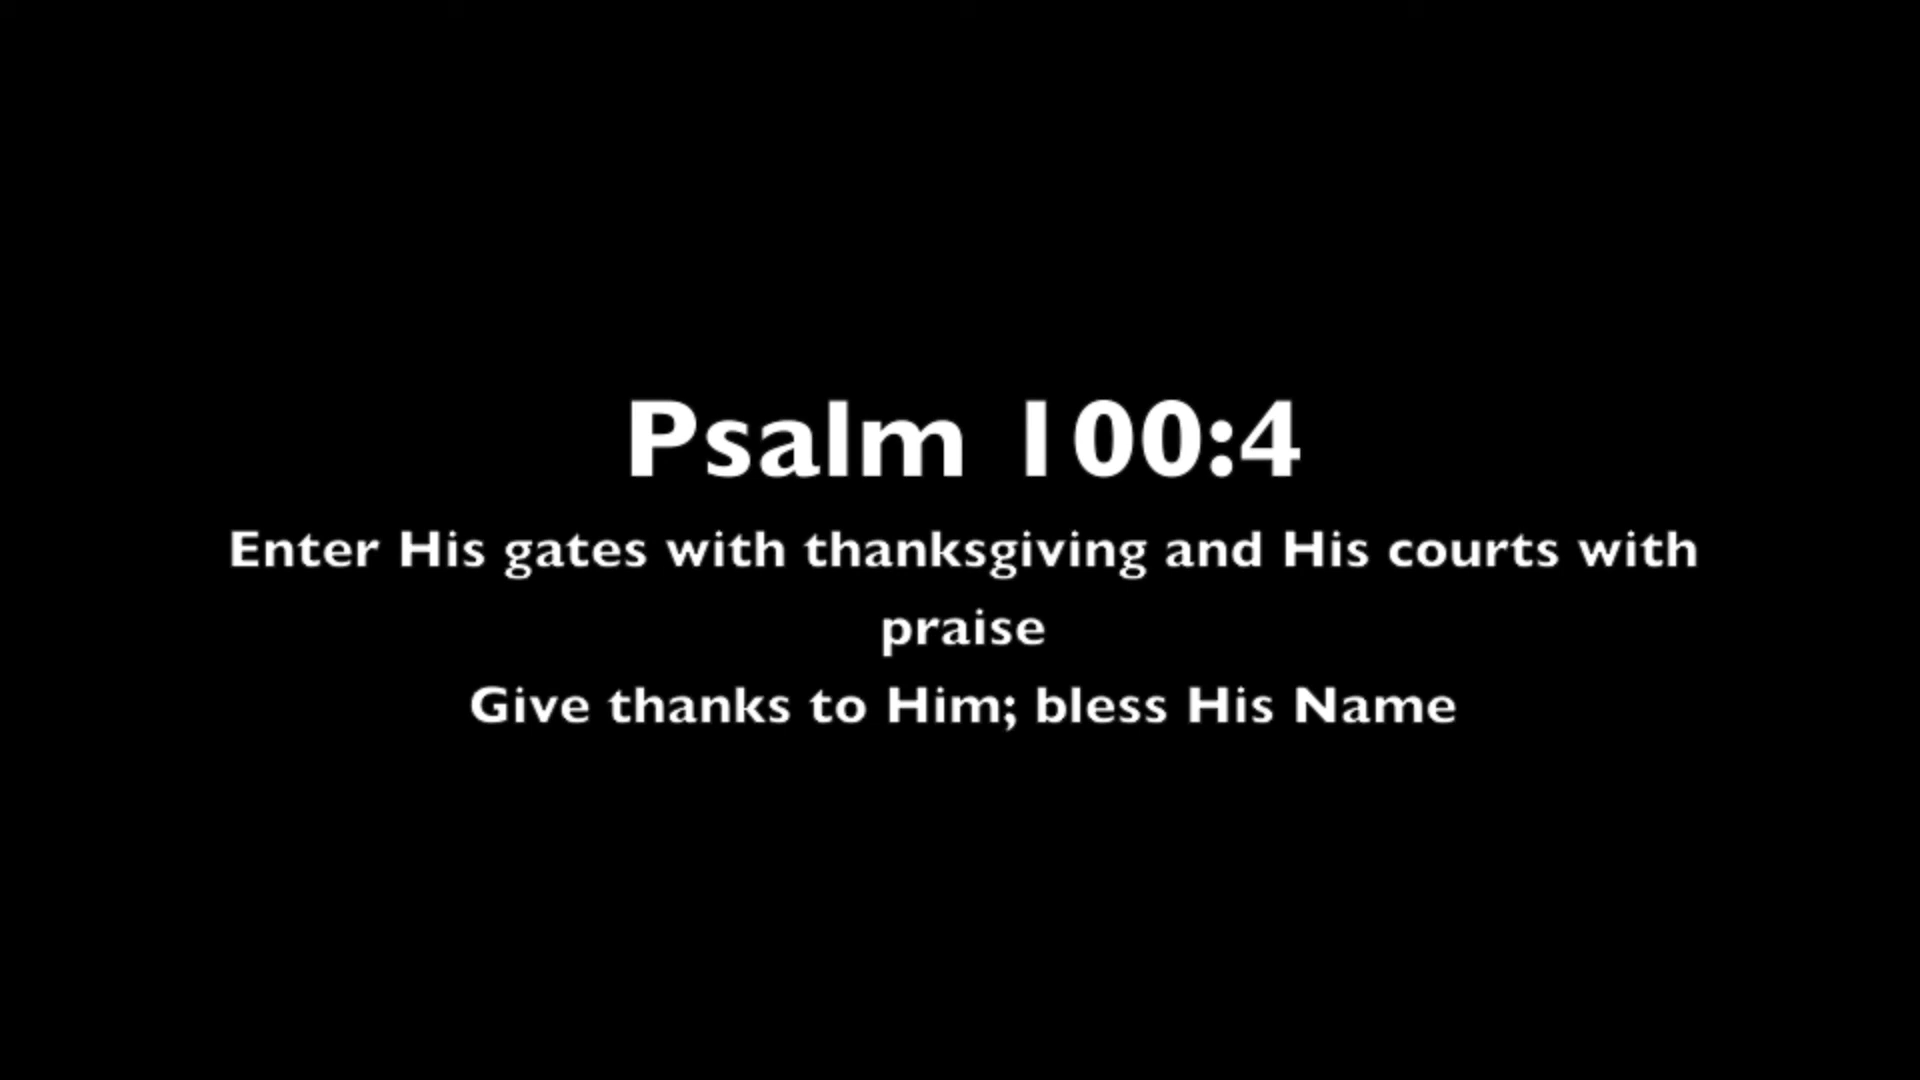 Psalm 100:4
Enter His gates with thanksgiving and His courts with
praise
Give thanks to Him; bless His Name